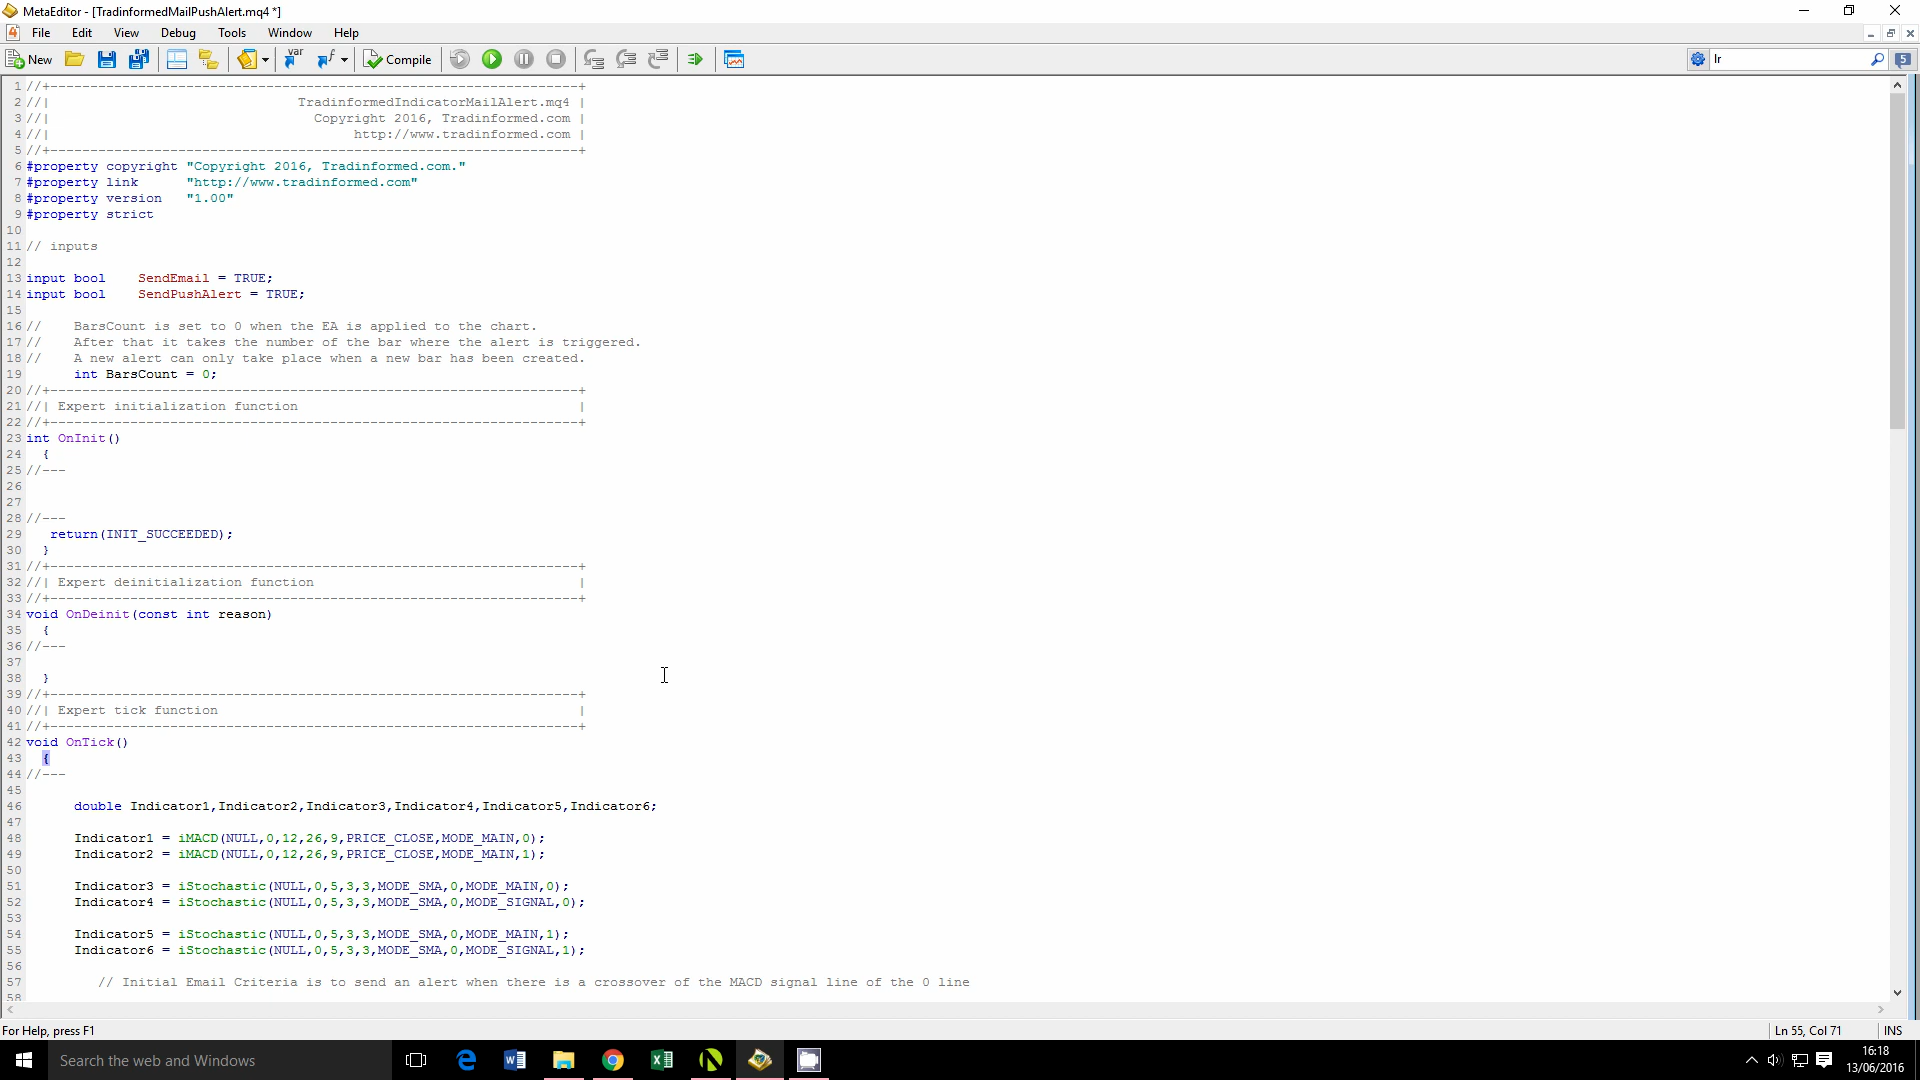 MetaEditor - [TradinformedMailPushAlert.mq4 *]
File Edit View Debug Tools Window Help
New var f Compile Ir 5
1 //+------------------------------------------------------------------+
2 //| TradinformedIndicatorMailAlert.mq4 |
3 //| Copyright 2016, Tradinformed.com |
4 //| http://www.tradinformed.com |
5 //+------------------------------------------------------------------+
6 #property copyright "Copyright 2016, Tradinformed.com."
7 #property link "http://www.tradinformed.com"
8 #property version "1.00"
9 #property strict
10
11 // inputs
12
13 input bool SendEmail = TRUE;
14 input bool SendPushAlert = TRUE;
15
16 // BarsCount is set to 0 when the EA is applied to the chart.
17 // After that it takes the number of the bar where the alert is triggered.
18 // A new alert can only take place when a new bar has been created.
19 int BarsCount = 0;
20 //+------------------------------------------------------------------+
21 //| Expert initialization function |
22 //+------------------------------------------------------------------+
23 int OnInit()
24 {
25 //---
26
27
28 //---
29 return(INIT_SUCCEEDED);
30 }
31 //+------------------------------------------------------------------+
32 //| Expert deinitialization function |
33 //+------------------------------------------------------------------+
34 void OnDeinit(const int reason)
35 {
36 //---
37
38 }
39 //+------------------------------------------------------------------+
40 //| Expert tick function |
41 //+------------------------------------------------------------------+
42 void OnTick()
43 {
44 //---
45
46 double Indicator1,Indicator2,Indicator3,Indicator4,Indicator5,Indicator6;
47
48 Indicator1 = iMACD(NULL,0,12,26,9,PRICE_CLOSE,MODE_MAIN,0);
49 Indicator2 = iMACD(NULL,0,12,26,9,PRICE_CLOSE,MODE_MAIN,1);
50
51 Indicator3 = iStochastic(NULL,0,5,3,3,MODE_SMA,0,MODE_MAIN,0);
52 Indicator4 = iStochastic(NULL,0,5,3,3,MODE_SMA,0,MODE_SIGNAL,0);
53
54 Indicator5 = iStochastic(NULL,0,5,3,3,MODE_SMA,0,MODE_MAIN,1);
55 Indicator6 = iStochastic(NULL,0,5,3,3,MODE_SMA,0,MODE_SIGNAL,1);
56
57 // Initial Email Criteria is to send an alert when there is a crossover of the MACD signal line of the 0 line
58
For Help, press F1 Ln 55, Col 71 INS
Search the web and Windows
16:18
13/06/2016